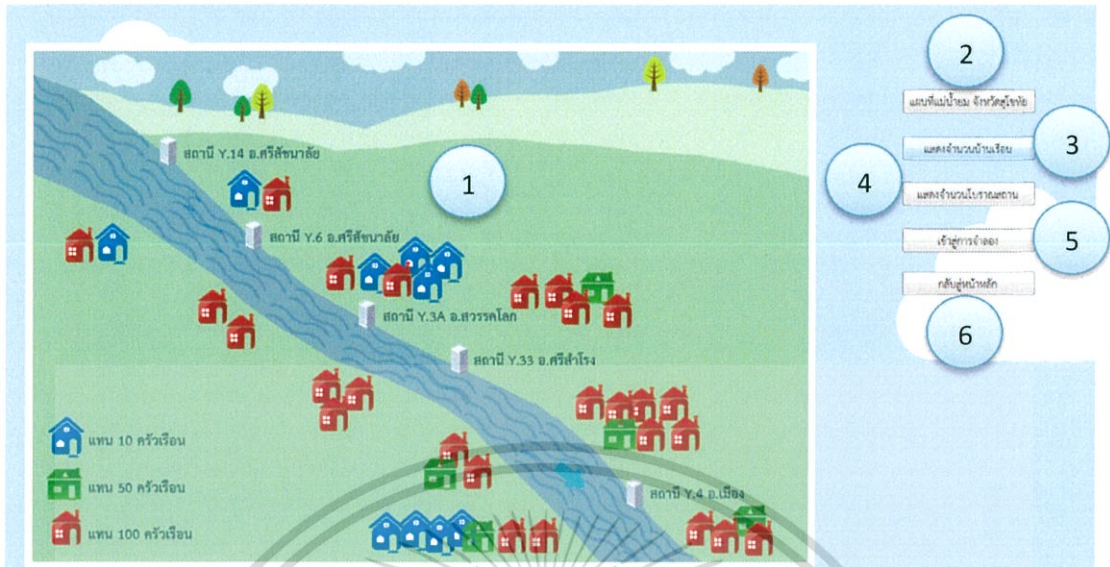 สถานี Y.14 อ.ศรีสัชนาลัย
สถานี Y.6 อ.ศรีสัชนาลัย
สถานี Y.3A อ.สวรรคโลก
สถานี Y.33 อ.ศรีสำโรง
สถานี Y.4 อ.เมือง
แทน 10 ครัวเรือน
แทน 50 ครัวเรือน
แทน 100 ครัวเรือน
1
2
แผนที่แม่น้ำยม จังหวัดสุโขทัย
3
แสดงจำนวนบ้านเรือน
4
แสดงจำนวนโบราณสถาน
5
เข้าสู่การจำลอง
กลับสู่หน้าหลัก
6